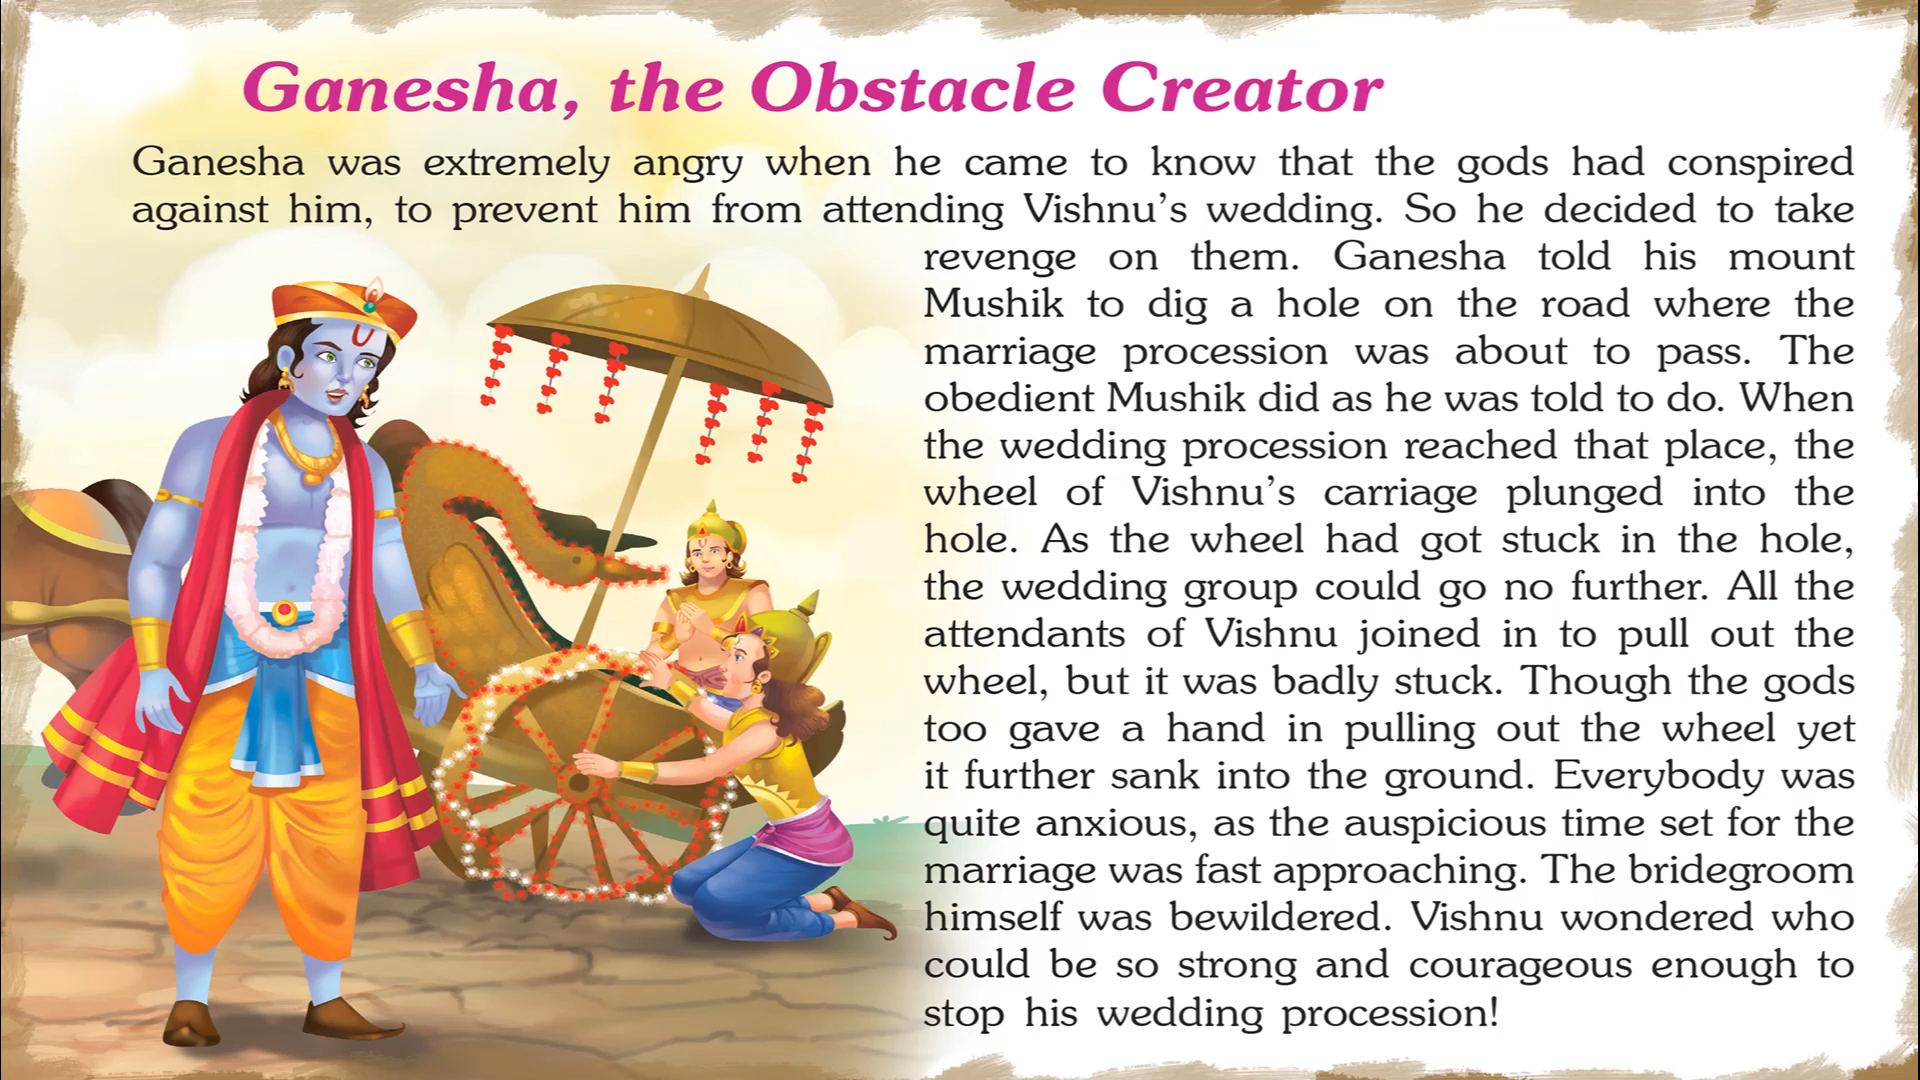 Ganesha, the Obstacle Creator
Ganesha was extremely angry when he came to know that the gods had conspired
against him, to prevent him from attending Vishnu’s wedding. So he decided to take
revenge on them. Ganesha told his mount
Mushik to dig a hole on the road where the
marriage procession was about to pass. The
obedient Mushik did as he was told to do. When
the wedding procession reached that place, the
wheel of Vishnu’s carriage plunged into the
hole. As the wheel had got stuck in the hole,
the wedding group could go no further. All the
attendants of Vishnu joined in to pull out the
wheel, but it was badly stuck. Though the gods
too gave a hand in pulling out the wheel yet
it further sank into the ground. Everybody was
quite anxious, as the auspicious time set for the
marriage was fast approaching. The bridegroom
himself was bewildered. Vishnu wondered who
could be so strong and courageous enough to
stop his wedding procession!